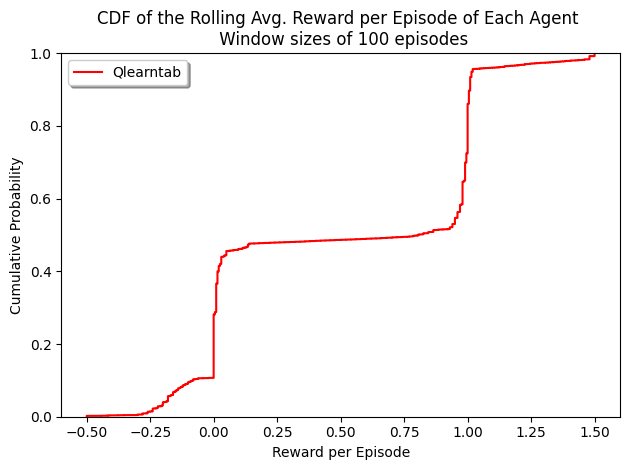 CDF of the Rolling Avg. Reward per Episode of Each Agent
Window sizes of 100 episodes
Qlearntab
Cumulative Probability
1.0
0.8
0.6
0.4
0.2
0.0
−0.50 −0.25 0.00 0.25 0.50 0.75 1.00 1.25 1.50
Reward per Episode